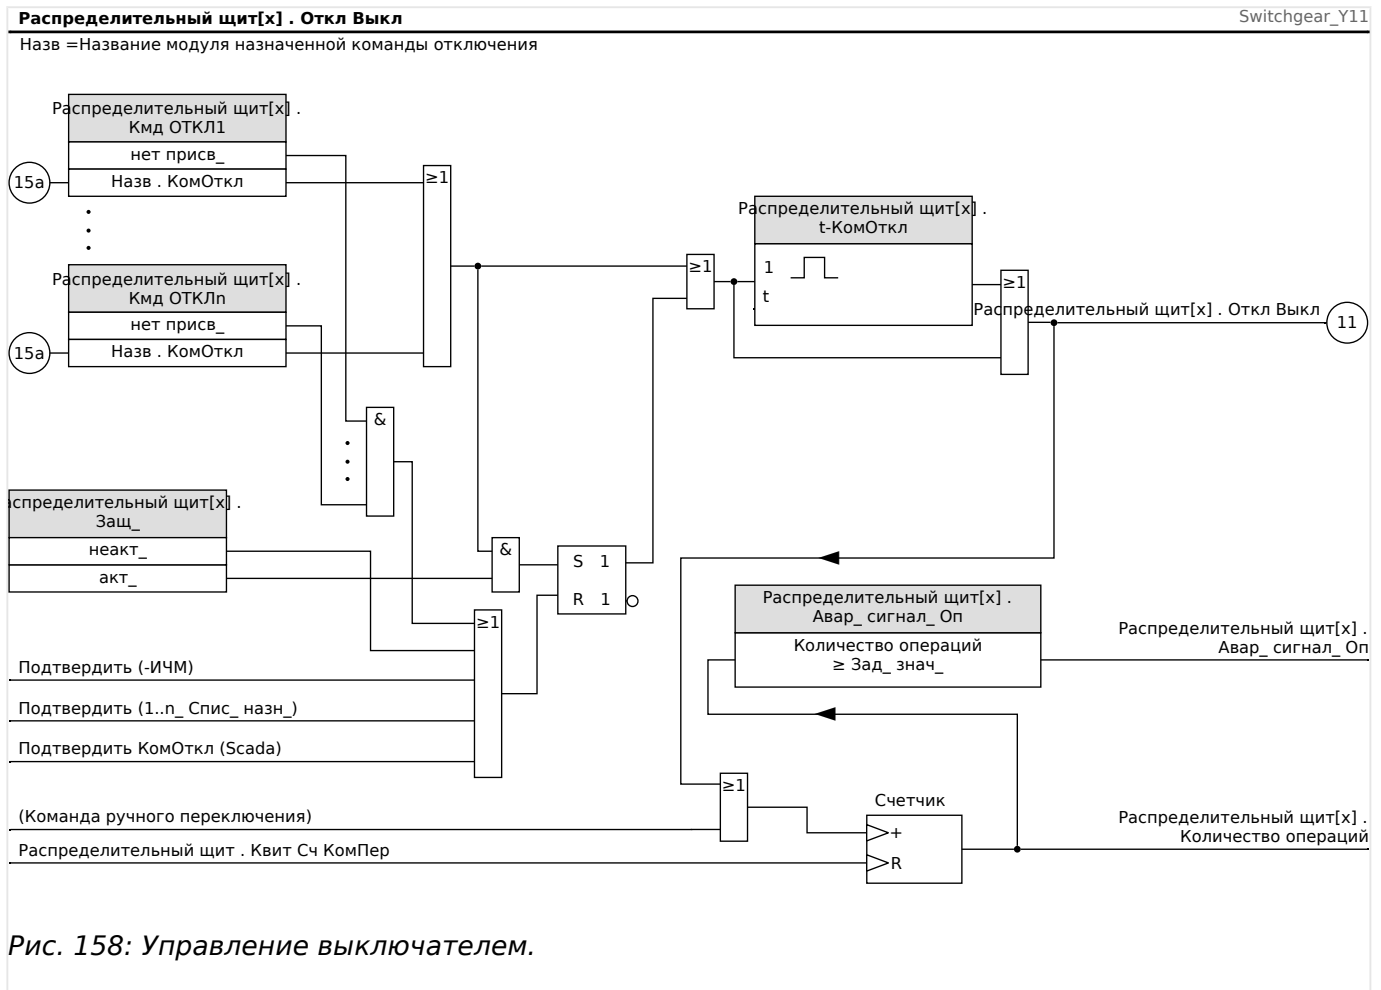 Распределительный щит[x] . Откл Выкл
Switchgear_Y11
Назв =Название модуля назначенной команды отключения
Распределительный щит[x] .
Кмд ОТКЛ1
нет присв_
15a
Назв . КомОткл
≥1
Распределительный щит[x] .
t-КомОткл
1
t
Распределительный щит[x] .
Кмд ОТКЛn
нет присв_
15a
Назв . КомОткл
≥1
≥1
Распределительный щит[x] . Откл Выкл
11
&
аспределительный щит[x] .
Защ_
неакт_
акт_
&
S 1
R 1
≥1
Распределительный щит[x] .
Авар_ сигнал_ Оп
Количество операций
≥ Зад_ знач_
Распределительный щит[x] .
Авар_ сигнал_ Оп
Подтвердить (-ИЧМ)
Подтвердить (1..n_ Спис_ назн_)
Подтвердить КомОткл (Scada)
(Команда ручного переключения)
Распределительный щит . Квит Сч КомПер
≥1
Счетчик
+
R
Распределительный щит[x] .
Количество операций
Рис. 158: Управление выключателем.